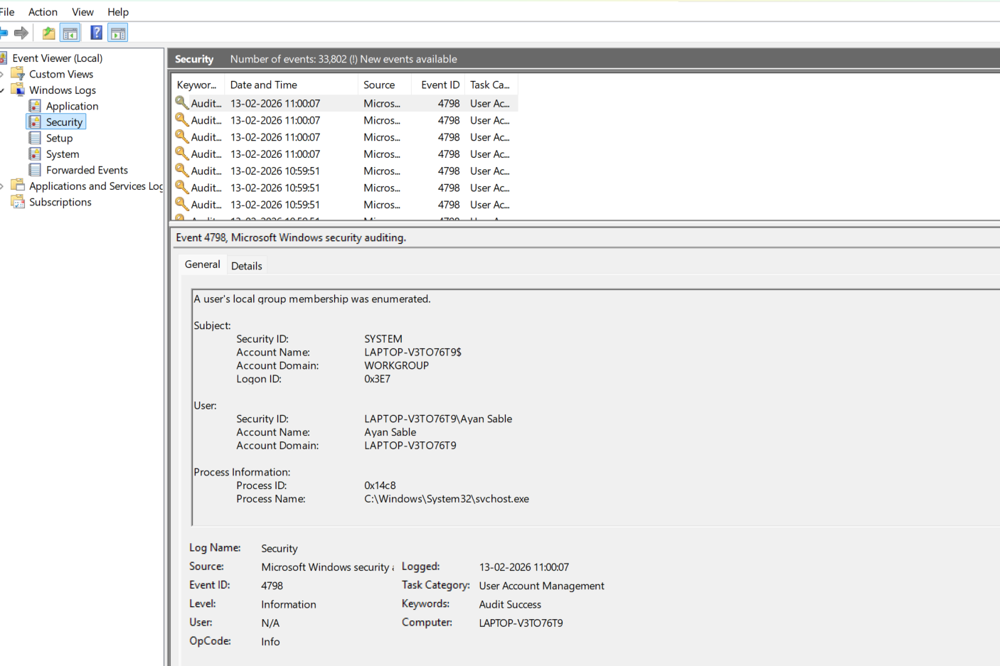 File Action View Help
Event Viewer (Local)
Custom Views
Windows Logs
Application
Security
Setup
System
Forwarded Events
Applications and Services Log
Subscriptions
Security Number of events: 33,802 (!) New events available
Keywor... Date and Time Source Event ID Task Ca...
Audit... 13-02-2026 11:00:07 Micros... 4798 User Ac...
Audit... 13-02-2026 11:00:07 Micros... 4798 User Ac...
Audit... 13-02-2026 11:00:07 Micros... 4798 User Ac...
Audit... 13-02-2026 11:00:07 Micros... 4798 User Ac...
Audit... 13-02-2026 10:59:51 Micros... 4798 User Ac...
Audit... 13-02-2026 10:59:51 Micros... 4798 User Ac...
Audit... 13-02-2026 10:59:51 Micros... 4798 User Ac...
Event 4798, Microsoft Windows security auditing.
General Details
A user's local group membership was enumerated.
Subject:
Security ID: SYSTEM
Account Name: LAPTOP-V3TO76T9$
Account Domain: WORKGROUP
Logon ID: 0x3E7
User:
Security ID: LAPTOP-V3TO76T9\Ayan Sable
Account Name: Ayan Sable
Account Domain: LAPTOP-V3TO76T9
Process Information:
Process ID: 0x14c8
Process Name: C:\Windows\System32\svchost.exe
Log Name: Security
Source: Microsoft Windows security a Logged: 13-02-2026 11:00:07
Event ID: 4798 Task Category: User Account Management
Level: Information Keywords: Audit Success
User: N/A Computer: LAPTOP-V3TO76T9
OpCode: Info